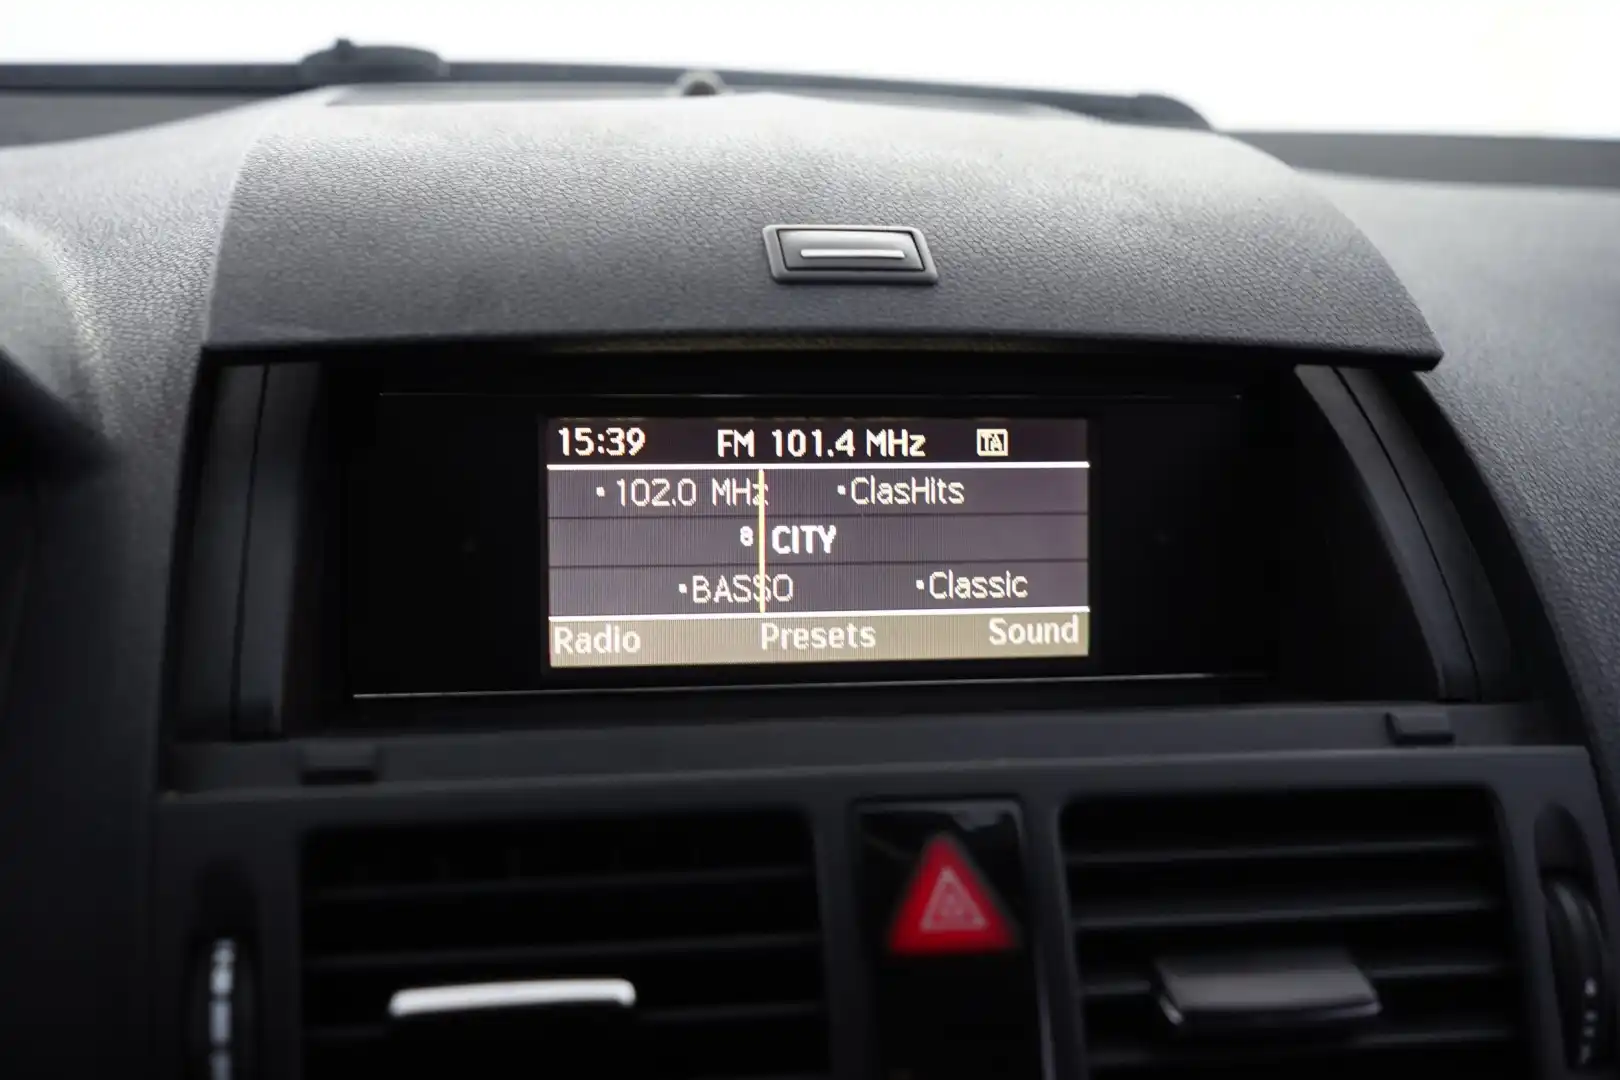 15:39 FM 101.4 MHz TA
•102.0 MHz •ClasHits
8 CITY
•BASSO •Classic
Radio Presets Sound